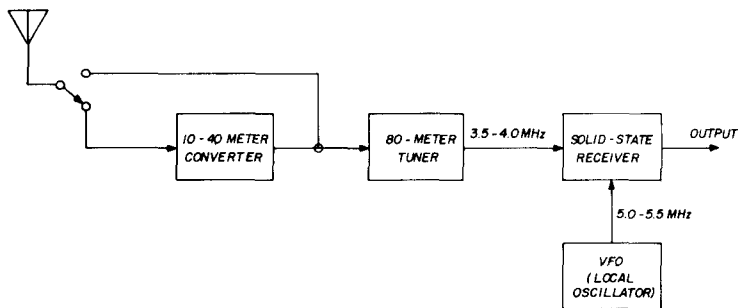 10-40 METER
CONVERTER
80-METER
TUNER
3.5-4.0 MHz
SOLID-STATE
RECEIVER
OUTPUT
5.0-5.5 MHz
VFO
(LOCAL
OSCILLATOR)